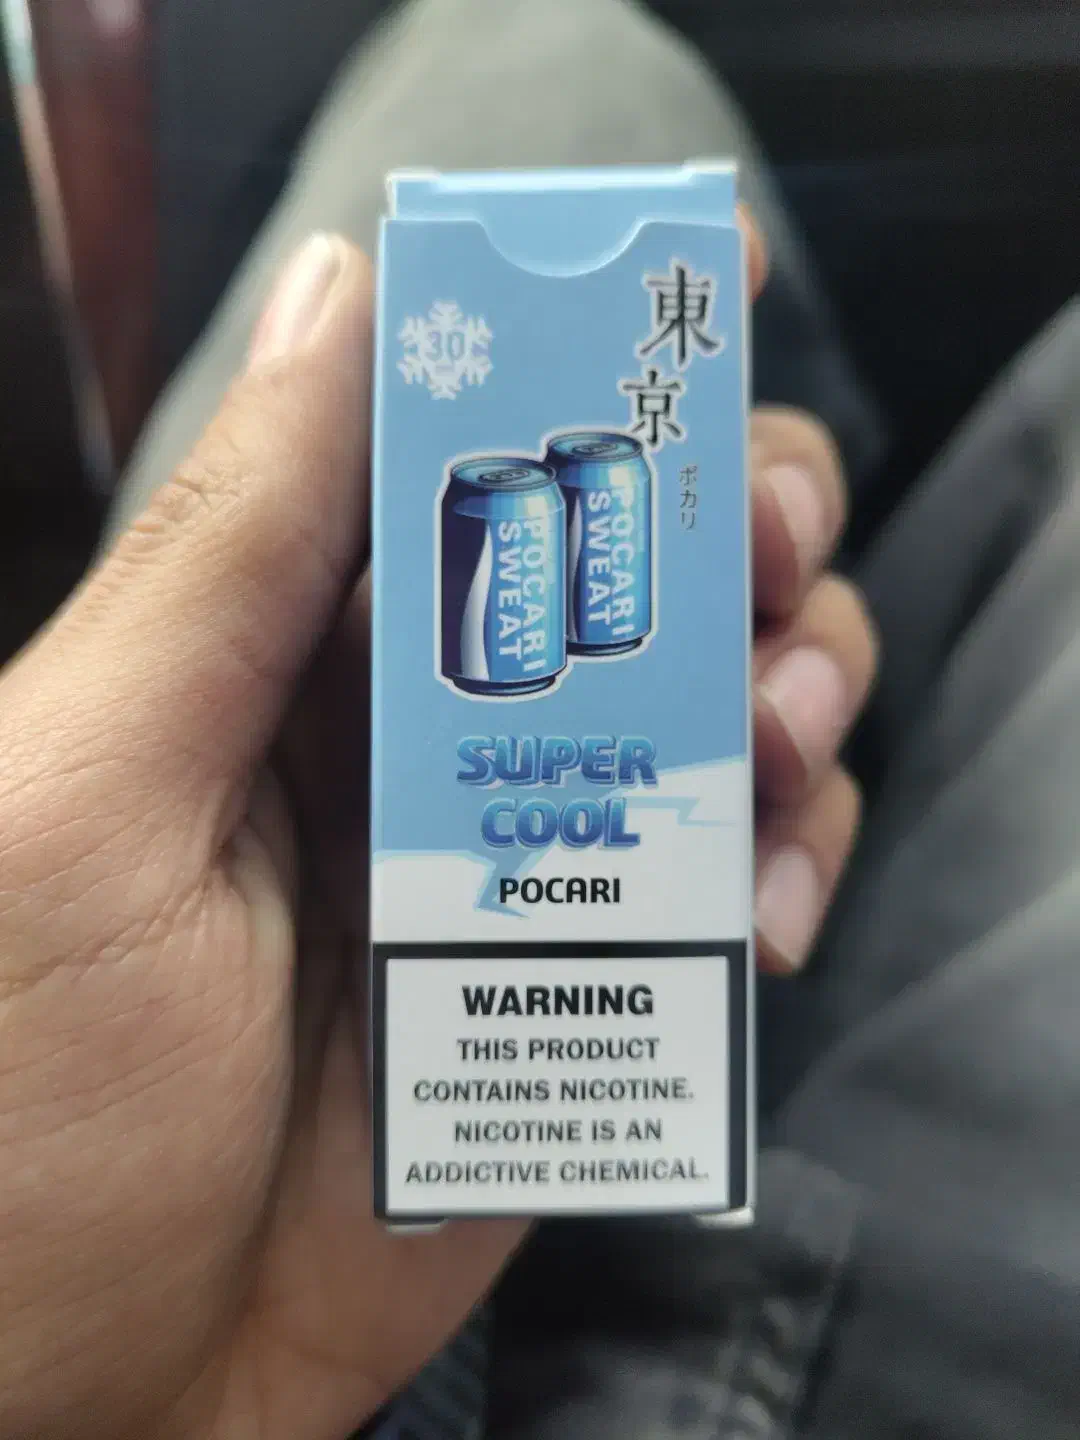 30
東
京
ポカリ
POCARI
SWEAT
POCARI
SWEAT
SUPER
COOL
POCARI
WARNING
THIS PRODUCT
CONTAINS NICOTINE.
NICOTINE IS AN
ADDICTIVE CHEMICAL.